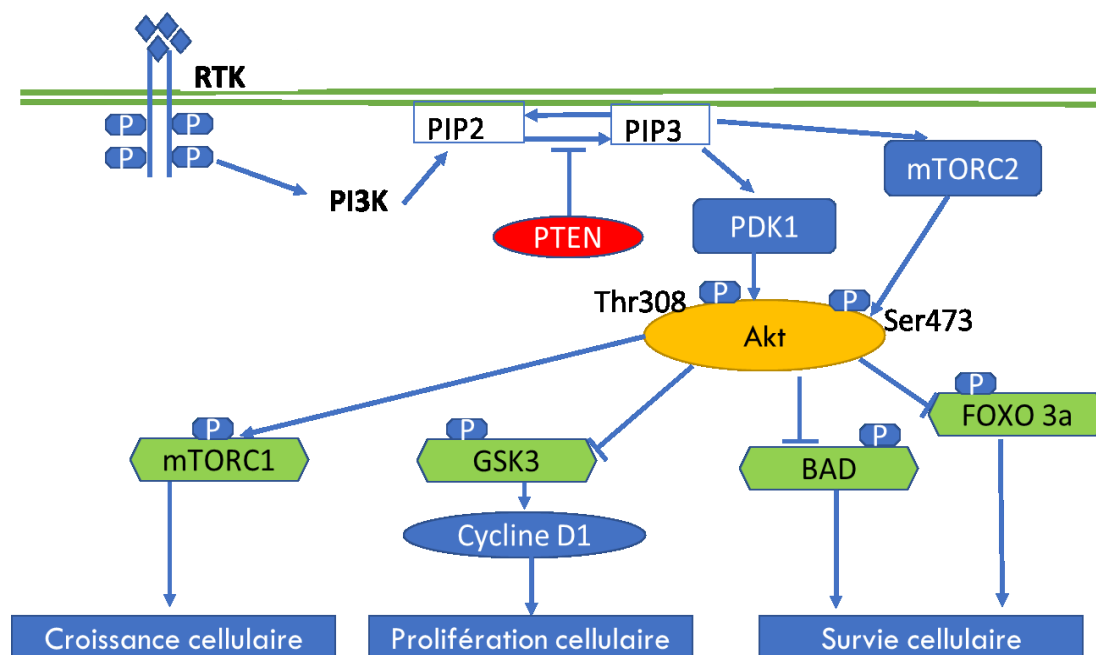 RTK
P P
P P
PIP2
PIP3
PI3K
mTORC2
PTEN
PDK1
P
P
Thr308
Ser473
Akt
P
FOXO 3a
P
mTORC1
P
GSK3
P
BAD
Cycline D1
Croissance cellulaire
Prolifération cellulaire
Survie cellulaire